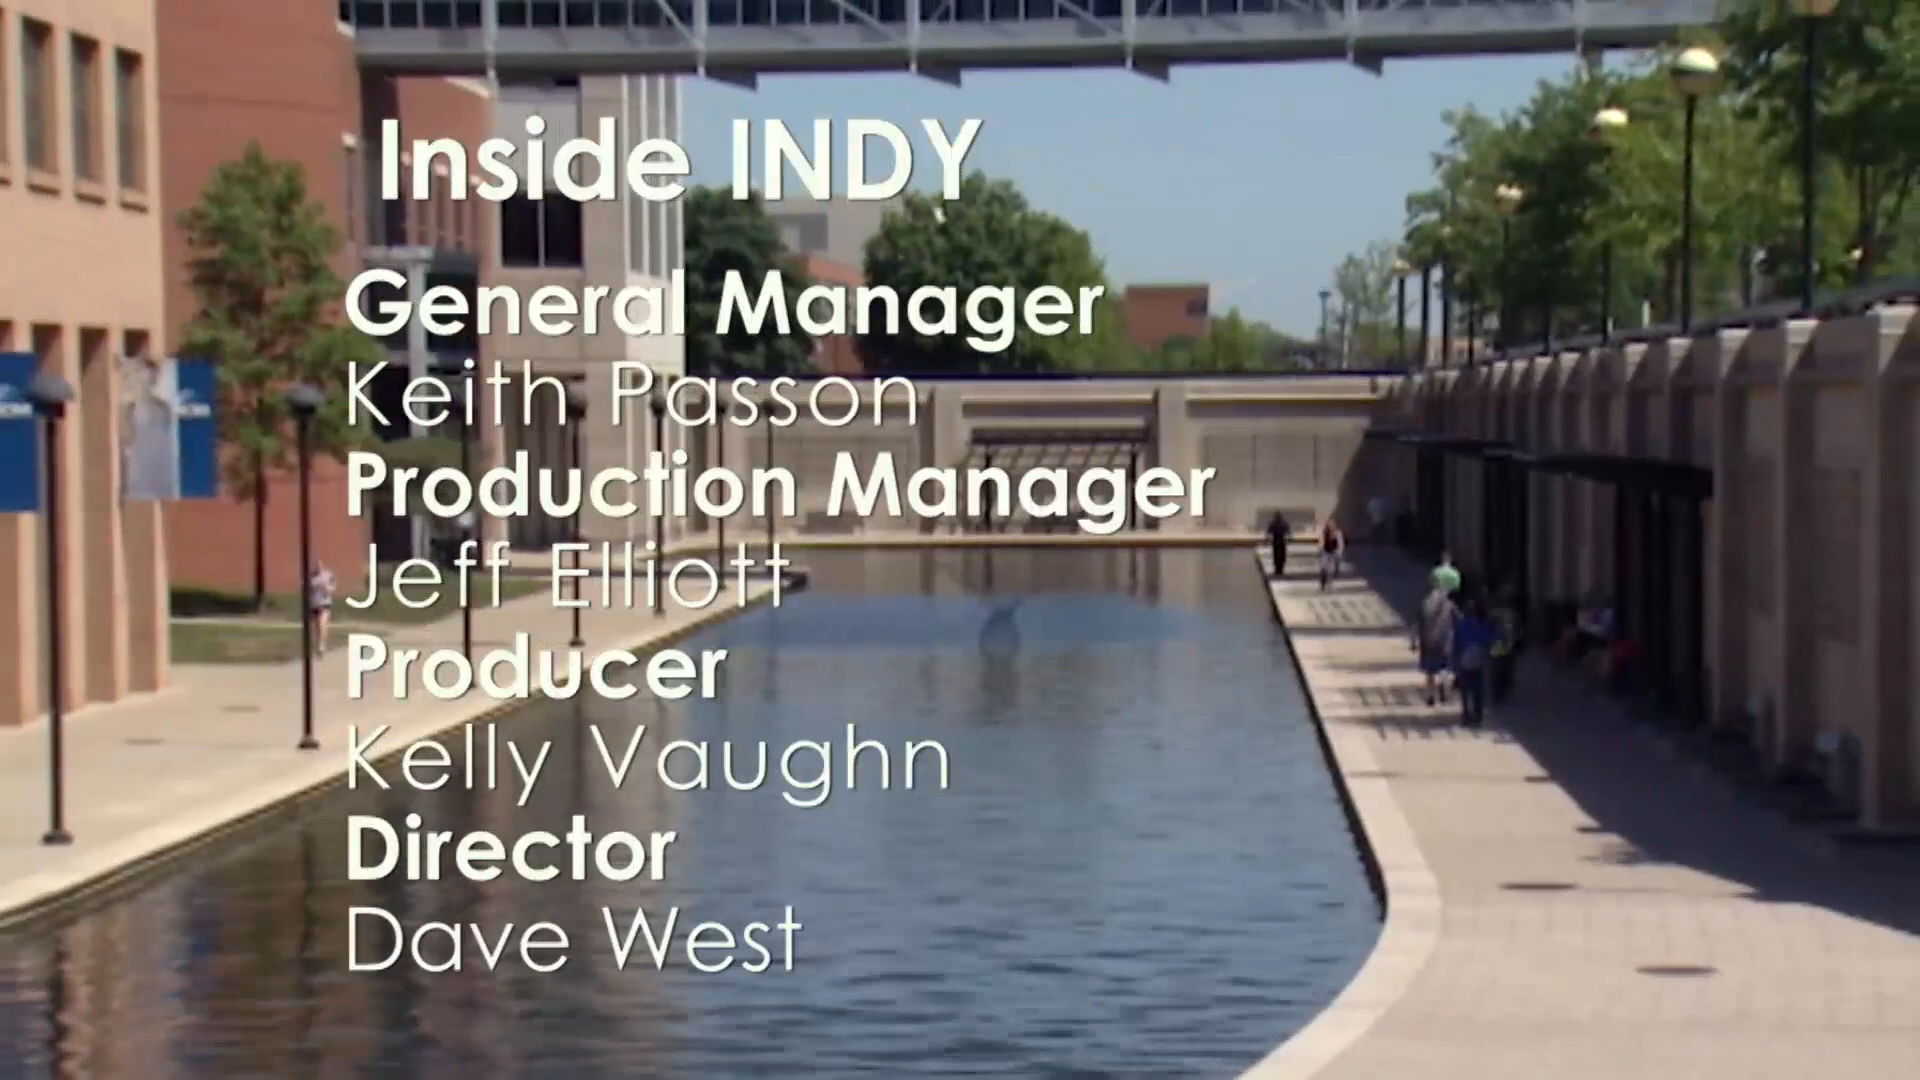 Inside INDY
General Manager
Keith Passon
Production Manager
Jeff Elliott
Producer
Kelly Vaughn
Director
Dave West